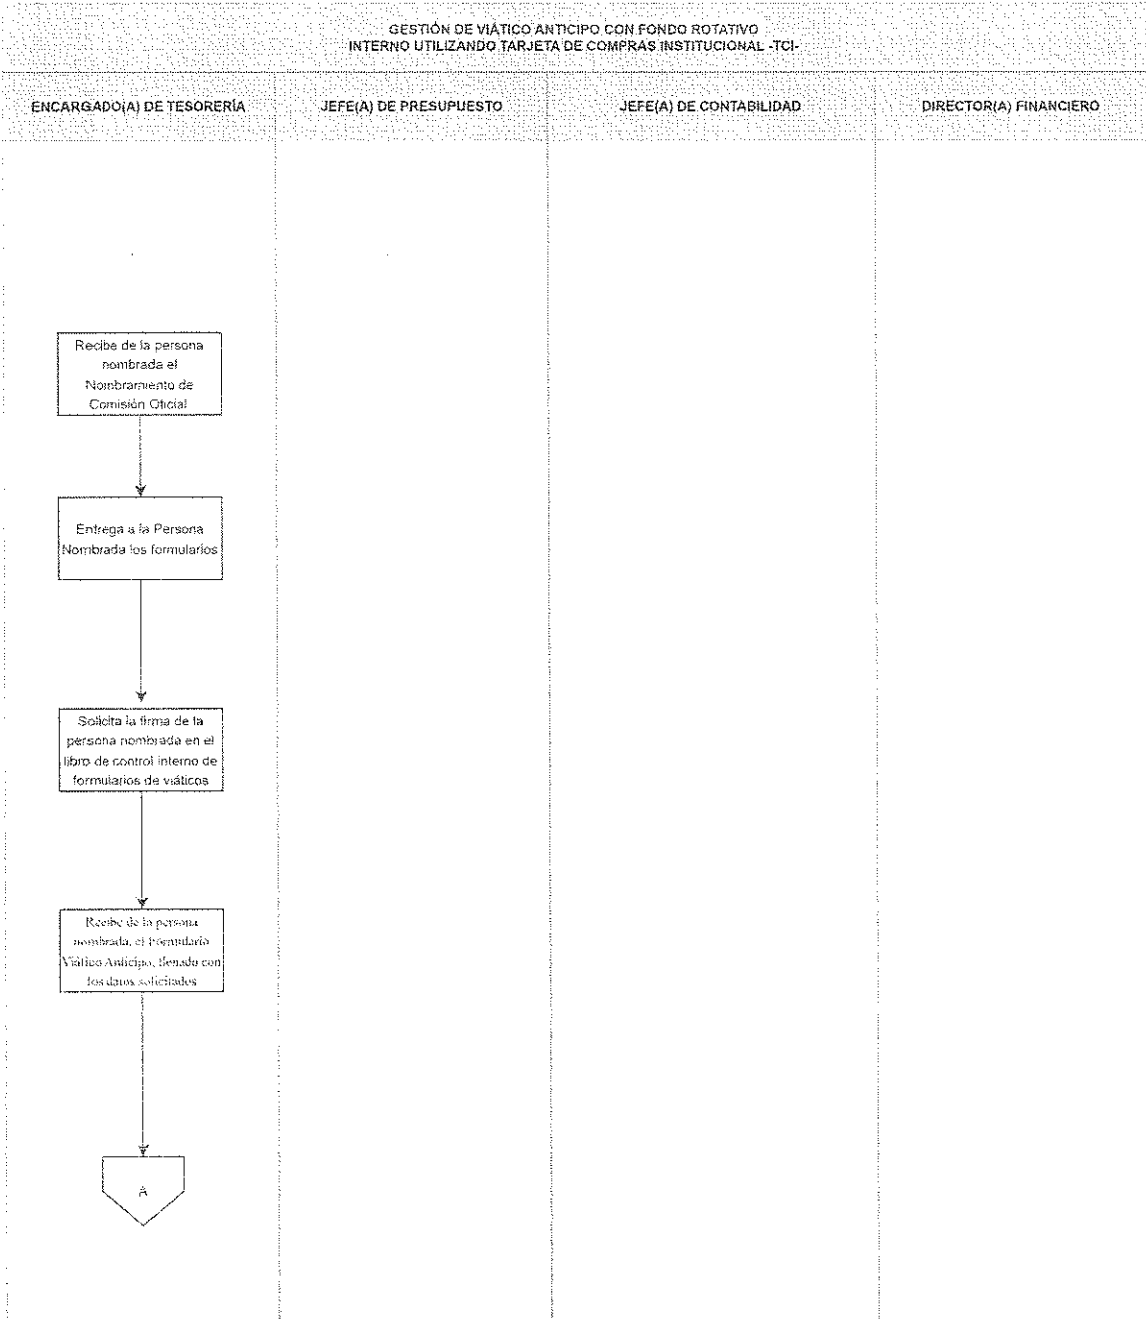 GESTIÓN DE VIÁTICO ANTICIPO CON FONDO ROTATIVO
INTERNO UTILIZANDO TARJETA DE COMPRAS INSTITUCIONAL -TCI-
ENCARGADO(A) DE TESORERÍA
JEFE(A) DE PRESUPUESTO
JEFE(A) DE CONTABILIDAD
DIRECTOR(A) FINANCIERO
Recibe de la persona
nombrada el
Nombramiento de
Comisión Oficial
Entrega a la Persona
Nombrada los formularios
Solicita la firma de la
persona nombrada en el
libro de control interno de
formularios de viáticos
Recibe de la persona
nombrada, el Formulario
Viático Anticipo, llenado con
los datos solicitados
A